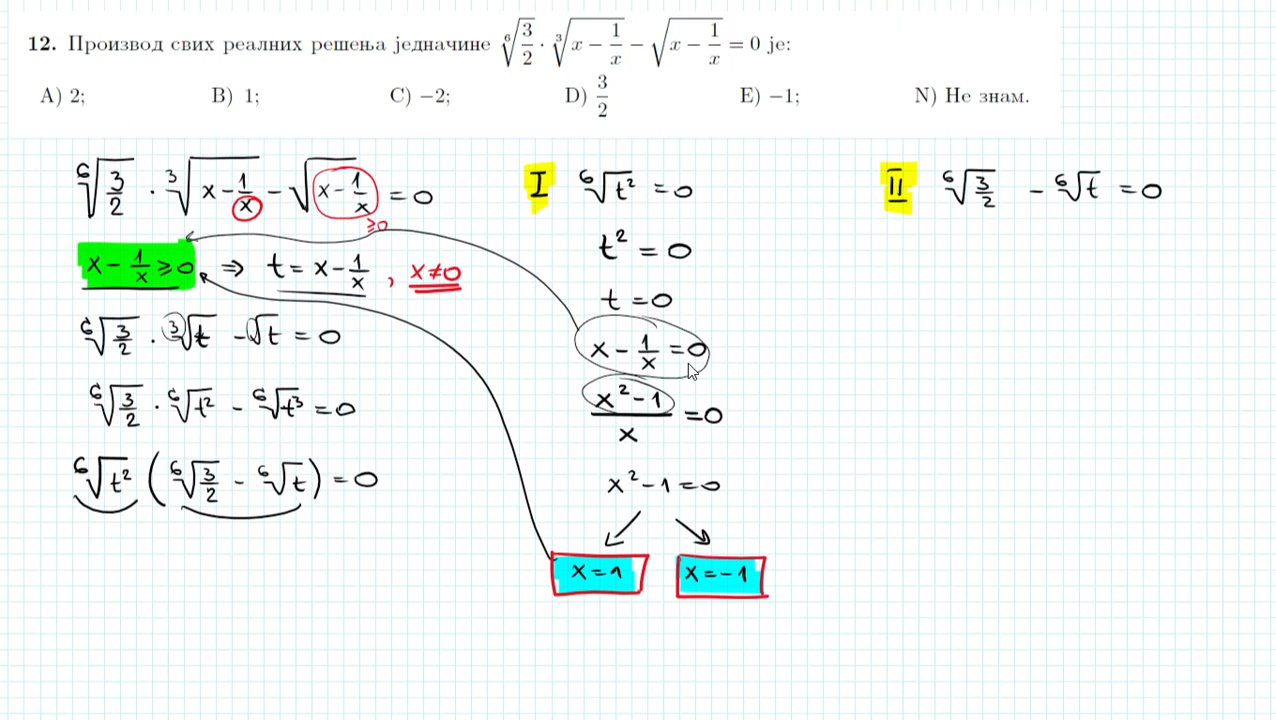 12. Производ свих реалних решења једначине ⁶√(3/2) · ³√(x − 1/x) − √(x − 1/x) = 0 је:
A) 2; B) 1; C) −2; D) 3/2 E) −1; N) Не знам.
⁶√(3/2) · ³√(x − 1/x) − √(x − 1/x) = 0
≥0
x − 1/x ≥ 0 ⇒ t = x − 1/x , x ≠ 0
⁶√(3/2) · ³√t − √t = 0
⁶√(3/2) · ⁶√t² − ⁶√t³ = 0
⁶√t² (⁶√(3/2) − ⁶√t) = 0
I ⁶√t² = 0
t² = 0
t = 0
x − 1/x = 0
(x² − 1)/x = 0
x² − 1 = 0
x = 1 x = −1
II ⁶√(3/2) − ⁶√t = 0